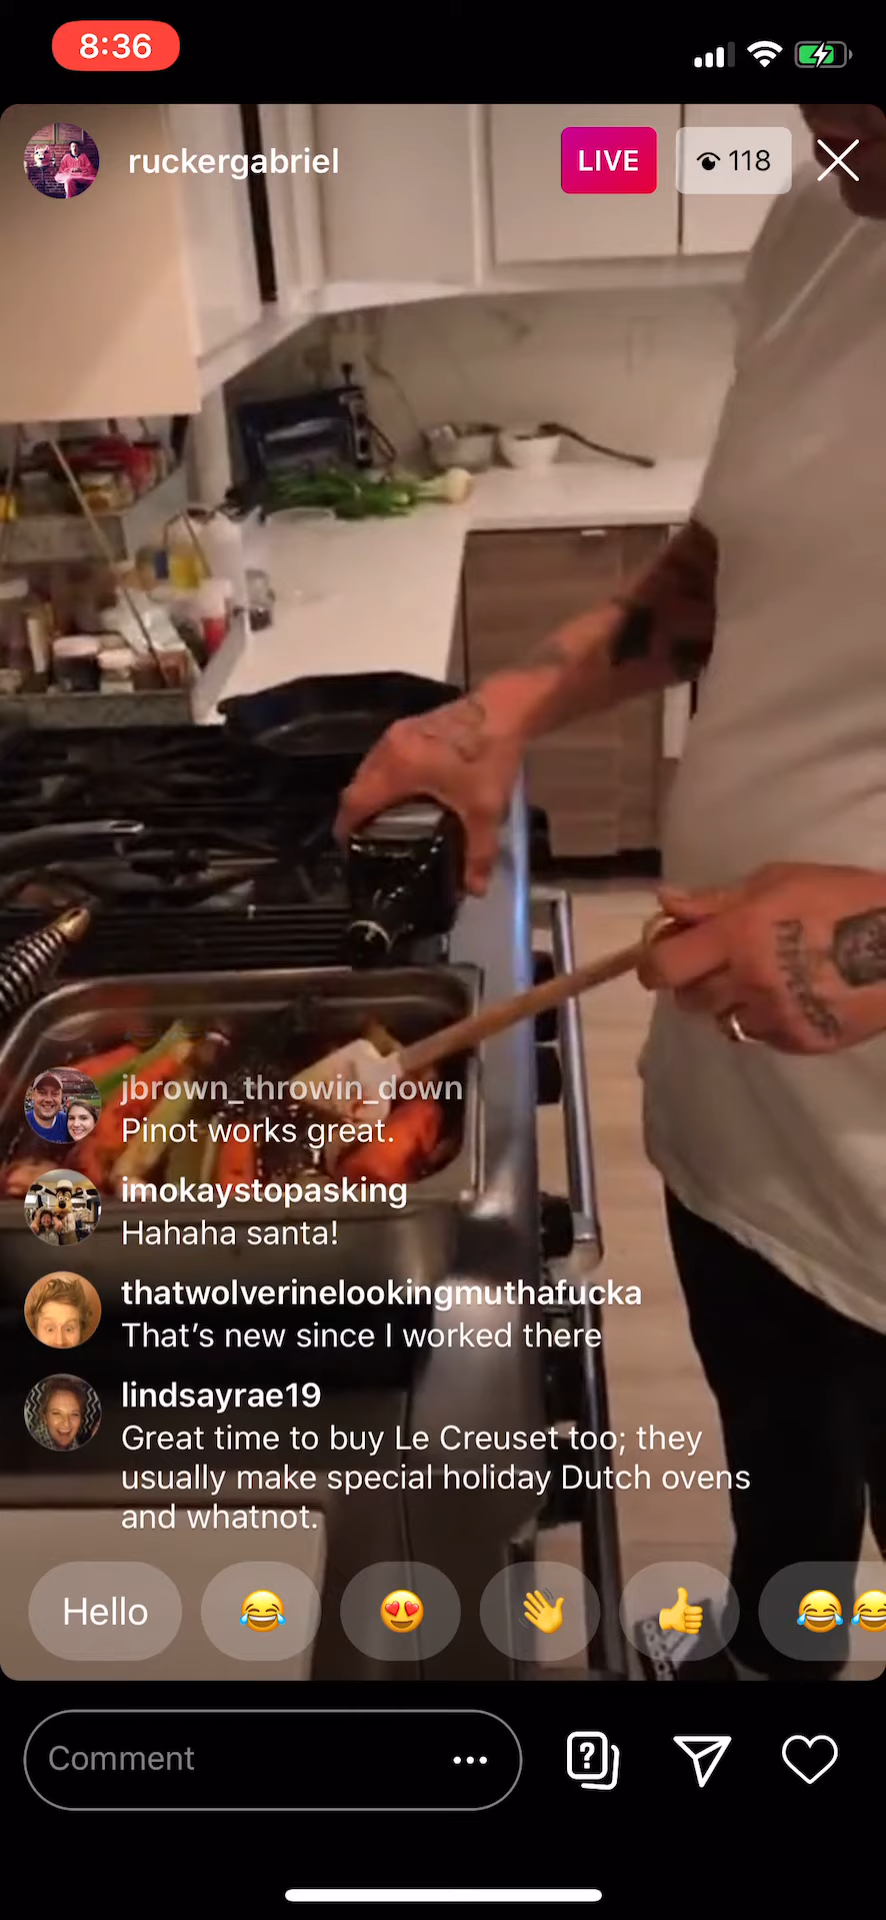 8:36
ruckergabriel
LIVE
118
jbrown_throwin_down
Pinot works great.
imokaystopasking
Hahaha santa!
thatwolverinelookingmuthafucka
That's new since I worked there
lindsayrae19
Great time to buy Le Creuset too; they
usually make special holiday Dutch ovens
and whatnot.
Hello
Comment